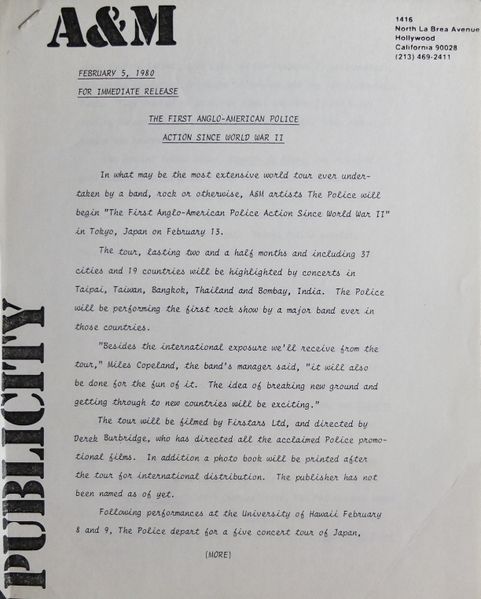 A&M
1416
North La Brea Avenue
Hollywood
California 90028
(213) 469-2411
FEBRUARY 5, 1980
FOR IMMEDIATE RELEASE
THE FIRST ANGLO-AMERICAN POLICE
ACTION SINCE WORLD WAR II
In what may be the most extensive world tour ever under-
taken by a band, rock or otherwise, A&M artists The Police will
begin "The First Anglo-American Police Action Since World War II"
in Tokyo, Japan on February 13.
The tour, lasting two and a half months and including 37
cities and 19 countries will be highlighted by concerts in
Taipai, Taiwan, Bangkok, Thailand and Bombay, India. The Police
will be performing the first rock show by a major band ever in
those countries.
"Besides the international exposure we'll receive from the
tour," Miles Copeland, the band's manager said, "it will also
be done for the fun of it. The idea of breaking new ground and
getting through to new countries will be exciting."
The tour will be filmed by Firstars Ltd, and directed by
Derek Burbridge, who has directed all the acclaimed Police promo-
tional films. In addition a photo book will be printed after
the tour for international distribution. The publisher has not
been named as of yet.
Following performances at the University of Hawaii February
8 and 9, The Police depart for a five concert tour of Japan,
(MORE)
PUBLICITY